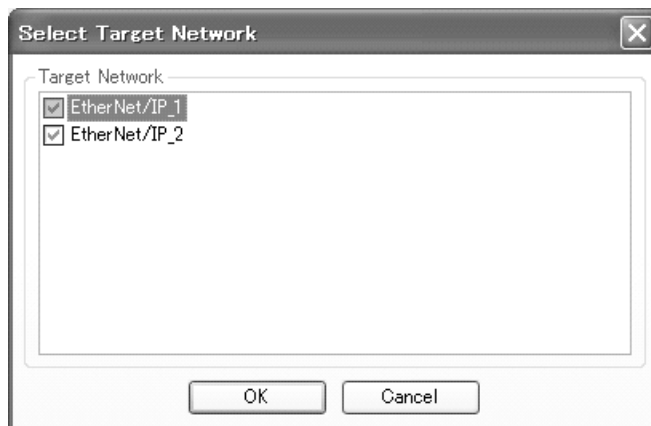 Select Target Network
Target Network
EtherNet/IP_1
EtherNet/IP_2
OK
Cancel